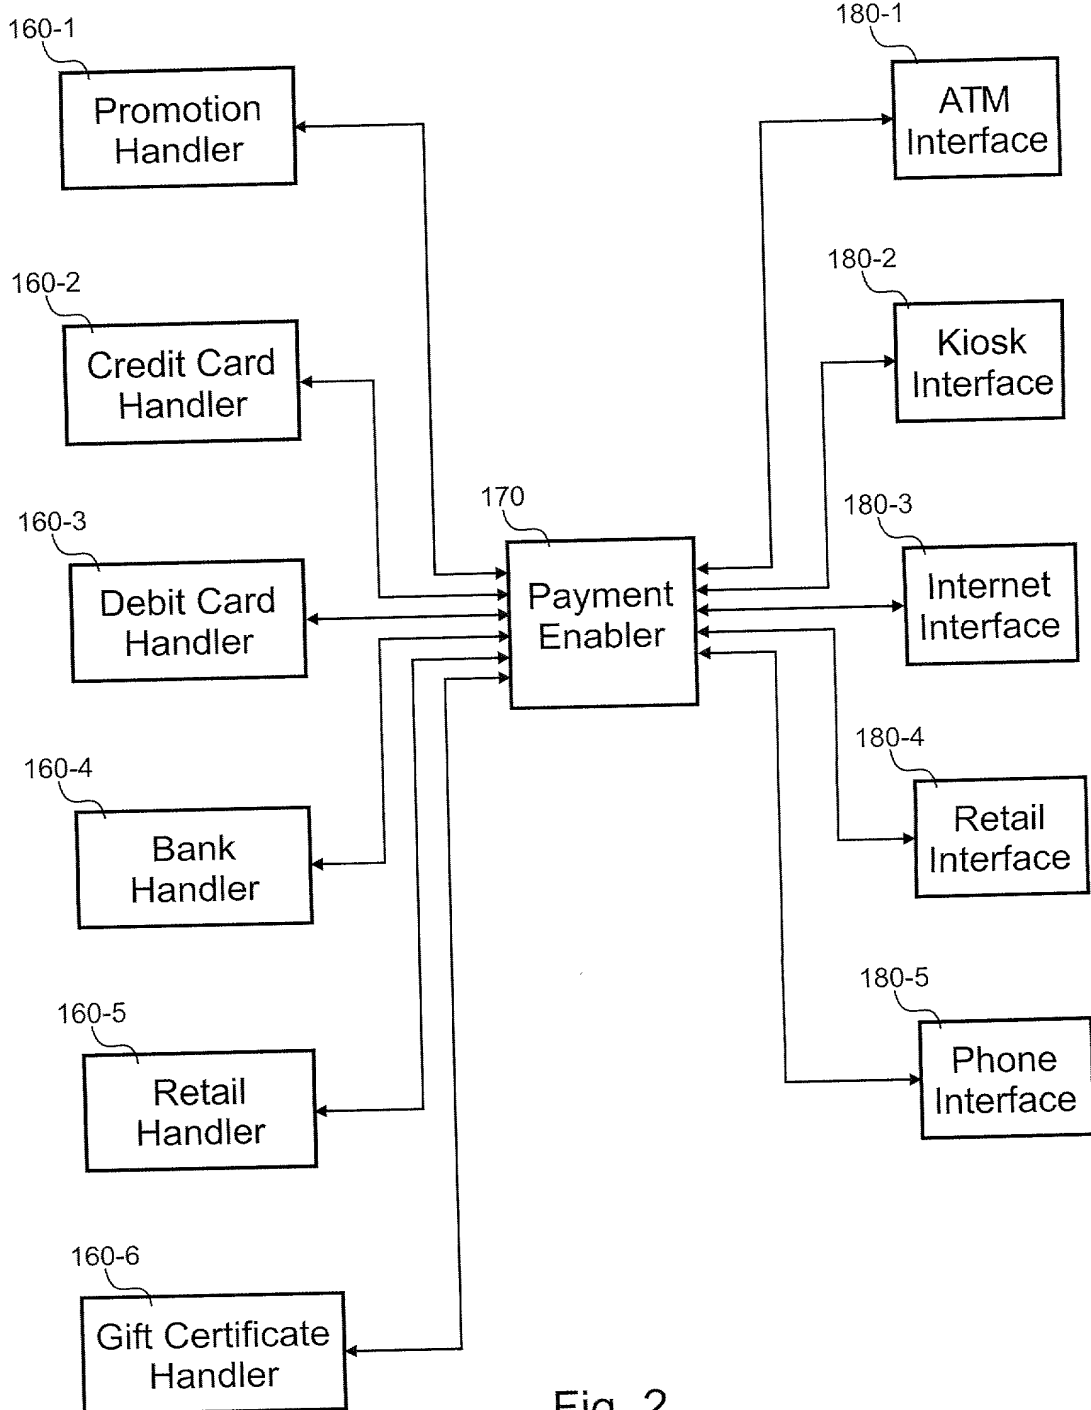 160-1
Promotion
Handler
160-2
Credit Card
Handler
160-3
Debit Card
Handler
160-4
Bank
Handler
160-5
Retail
Handler
160-6
Gift Certificate
Handler
170
Payment
Enabler
180-1
ATM
Interface
180-2
Kiosk
Interface
180-3
Internet
Interface
180-4
Retail
Interface
180-5
Phone
Interface
Fig. 2